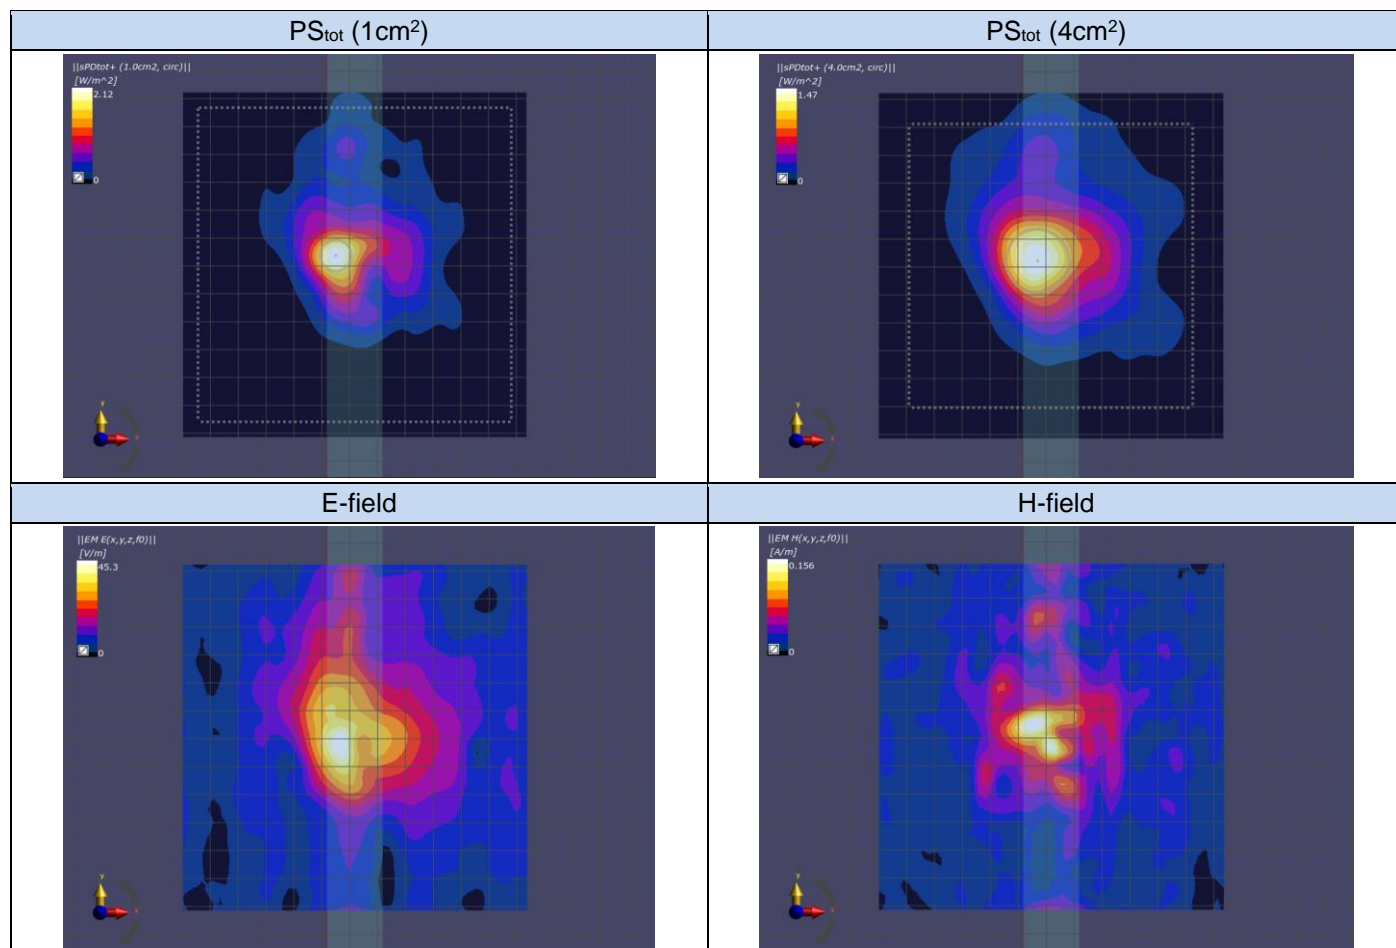 PStot (1cm²)
PStot (4cm²)
||sPDtot+ (1.0cm2, circ)||
[W/m^2]
2.12
0
y
x
||sPDtot+ (4.0cm2, circ)||
[W/m^2]
1.47
0
y
x
E-field
H-field
||EM E(x,y,z,f0)||
[V/m]
45.3
0
y
x
||EM H(x,y,z,f0)||
[A/m]
0.156
0
y
x